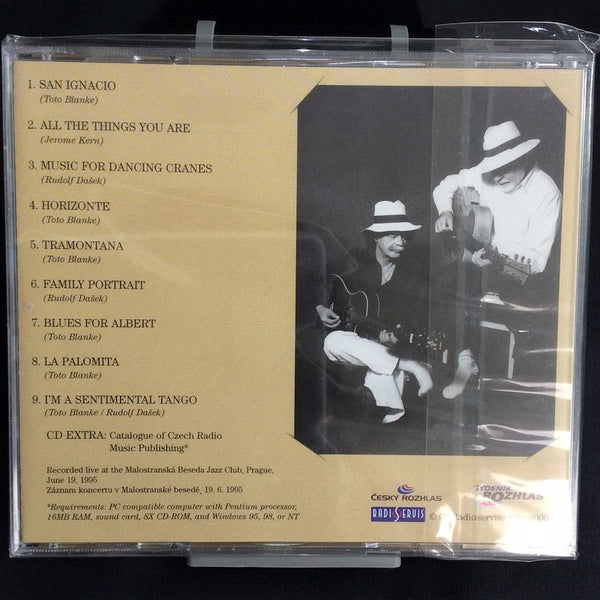 1. SAN IGNACIO
(Toto Blanke)
2. ALL THE THINGS YOU ARE
(Jerome Kern)
3. MUSIC FOR DANCING CRANES
(Rudolf Dašek)
4. HORIZONTE
(Toto Blanke)
5. TRAMONTANA
(Toto Blanke)
6. FAMILY PORTRAIT
(Rudolf Dašek)
7. BLUES FOR ALBERT
(Toto Blanke)
8. LA PALOMITA
(Toto Blanke)
9. I'M A SENTIMENTAL TANGO
(Toto Blanke / Rudolf Dašek)
CD EXTRA: Catalogue of Czech Radio
Music Publishing*
Recorded live at the Malostranská Beseda Jazz Club, Prague,
June 19, 1995
Záznam koncertu v Malostranské besedě, 19. 6. 1995
*Requirements: PC compatible computer with Pentium processor,
16MB RAM, sound card, 8X CD-ROM, and Windows 95, 98, or NT
ČESKÝ ROZHLAS
TÝDENÍK
ROZHLAS
RADIOSERVIS
Radioservis, 2000